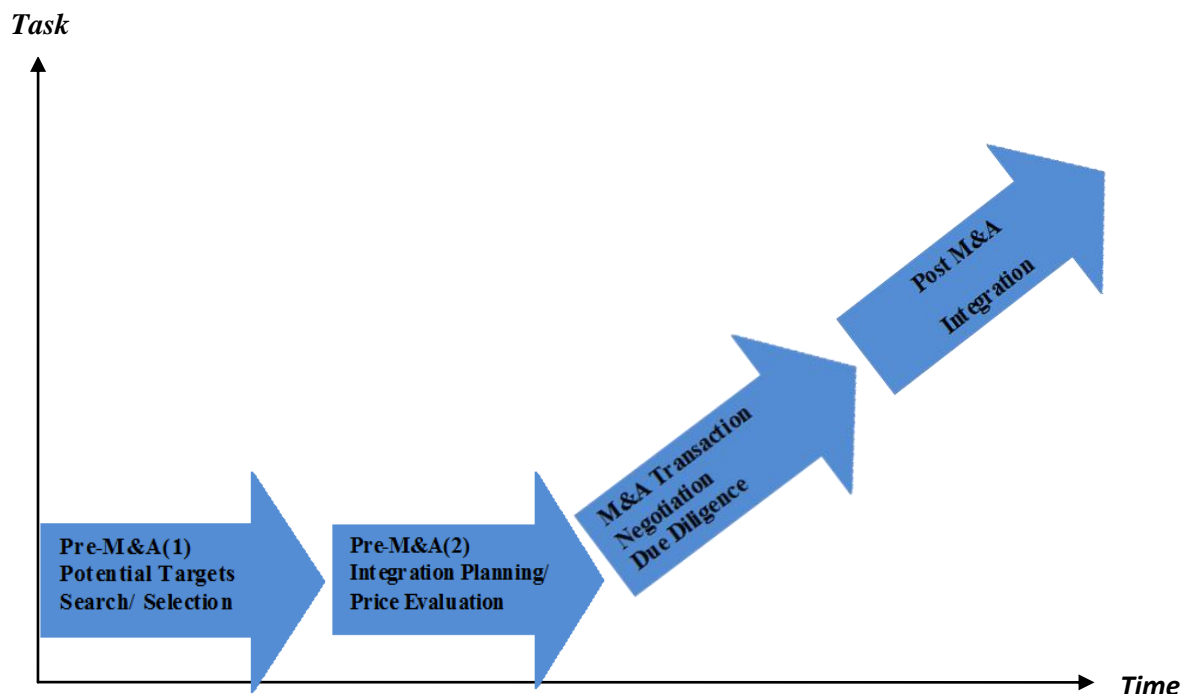 Task
Pre-M&A(1)
Potential Targets
Search/ Selection
Pre-M&A(2)
Integration Planning/
Price Evaluation
M&A Transaction
Negotiation
Due Diligence
Post M&A
Integration
Time